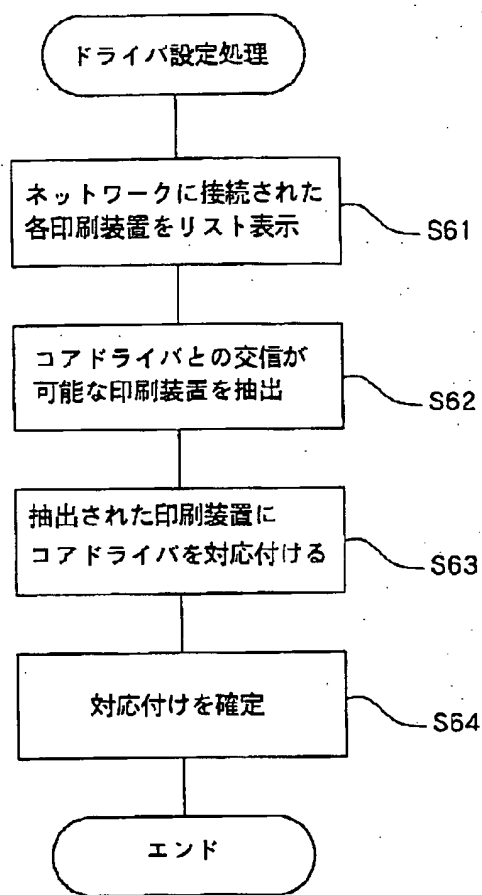 ドライバ設定処理
ネットワークに接続された
各印刷装置をリスト表示
S61
コアドライバとの交信が
可能な印刷装置を抽出
S62
抽出された印刷装置に
コアドライバを対応付ける
S63
対応付けを確定
S64
エンド